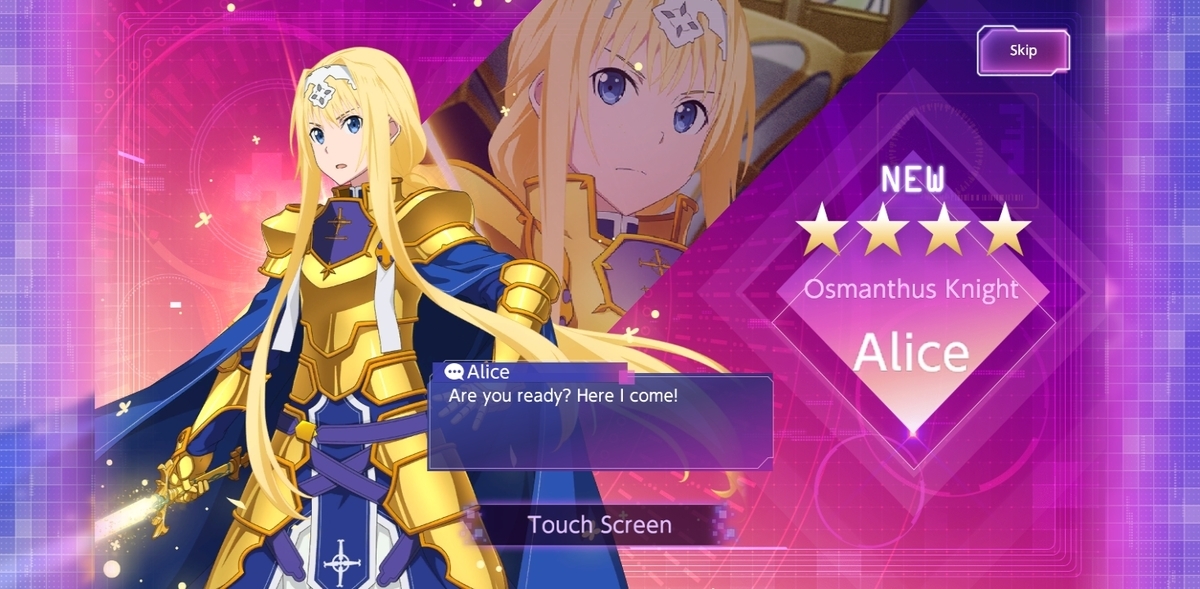 Skip
NEW
Osmanthus Knight
Alice
Alice
Are you ready? Here I come!
Touch Screen